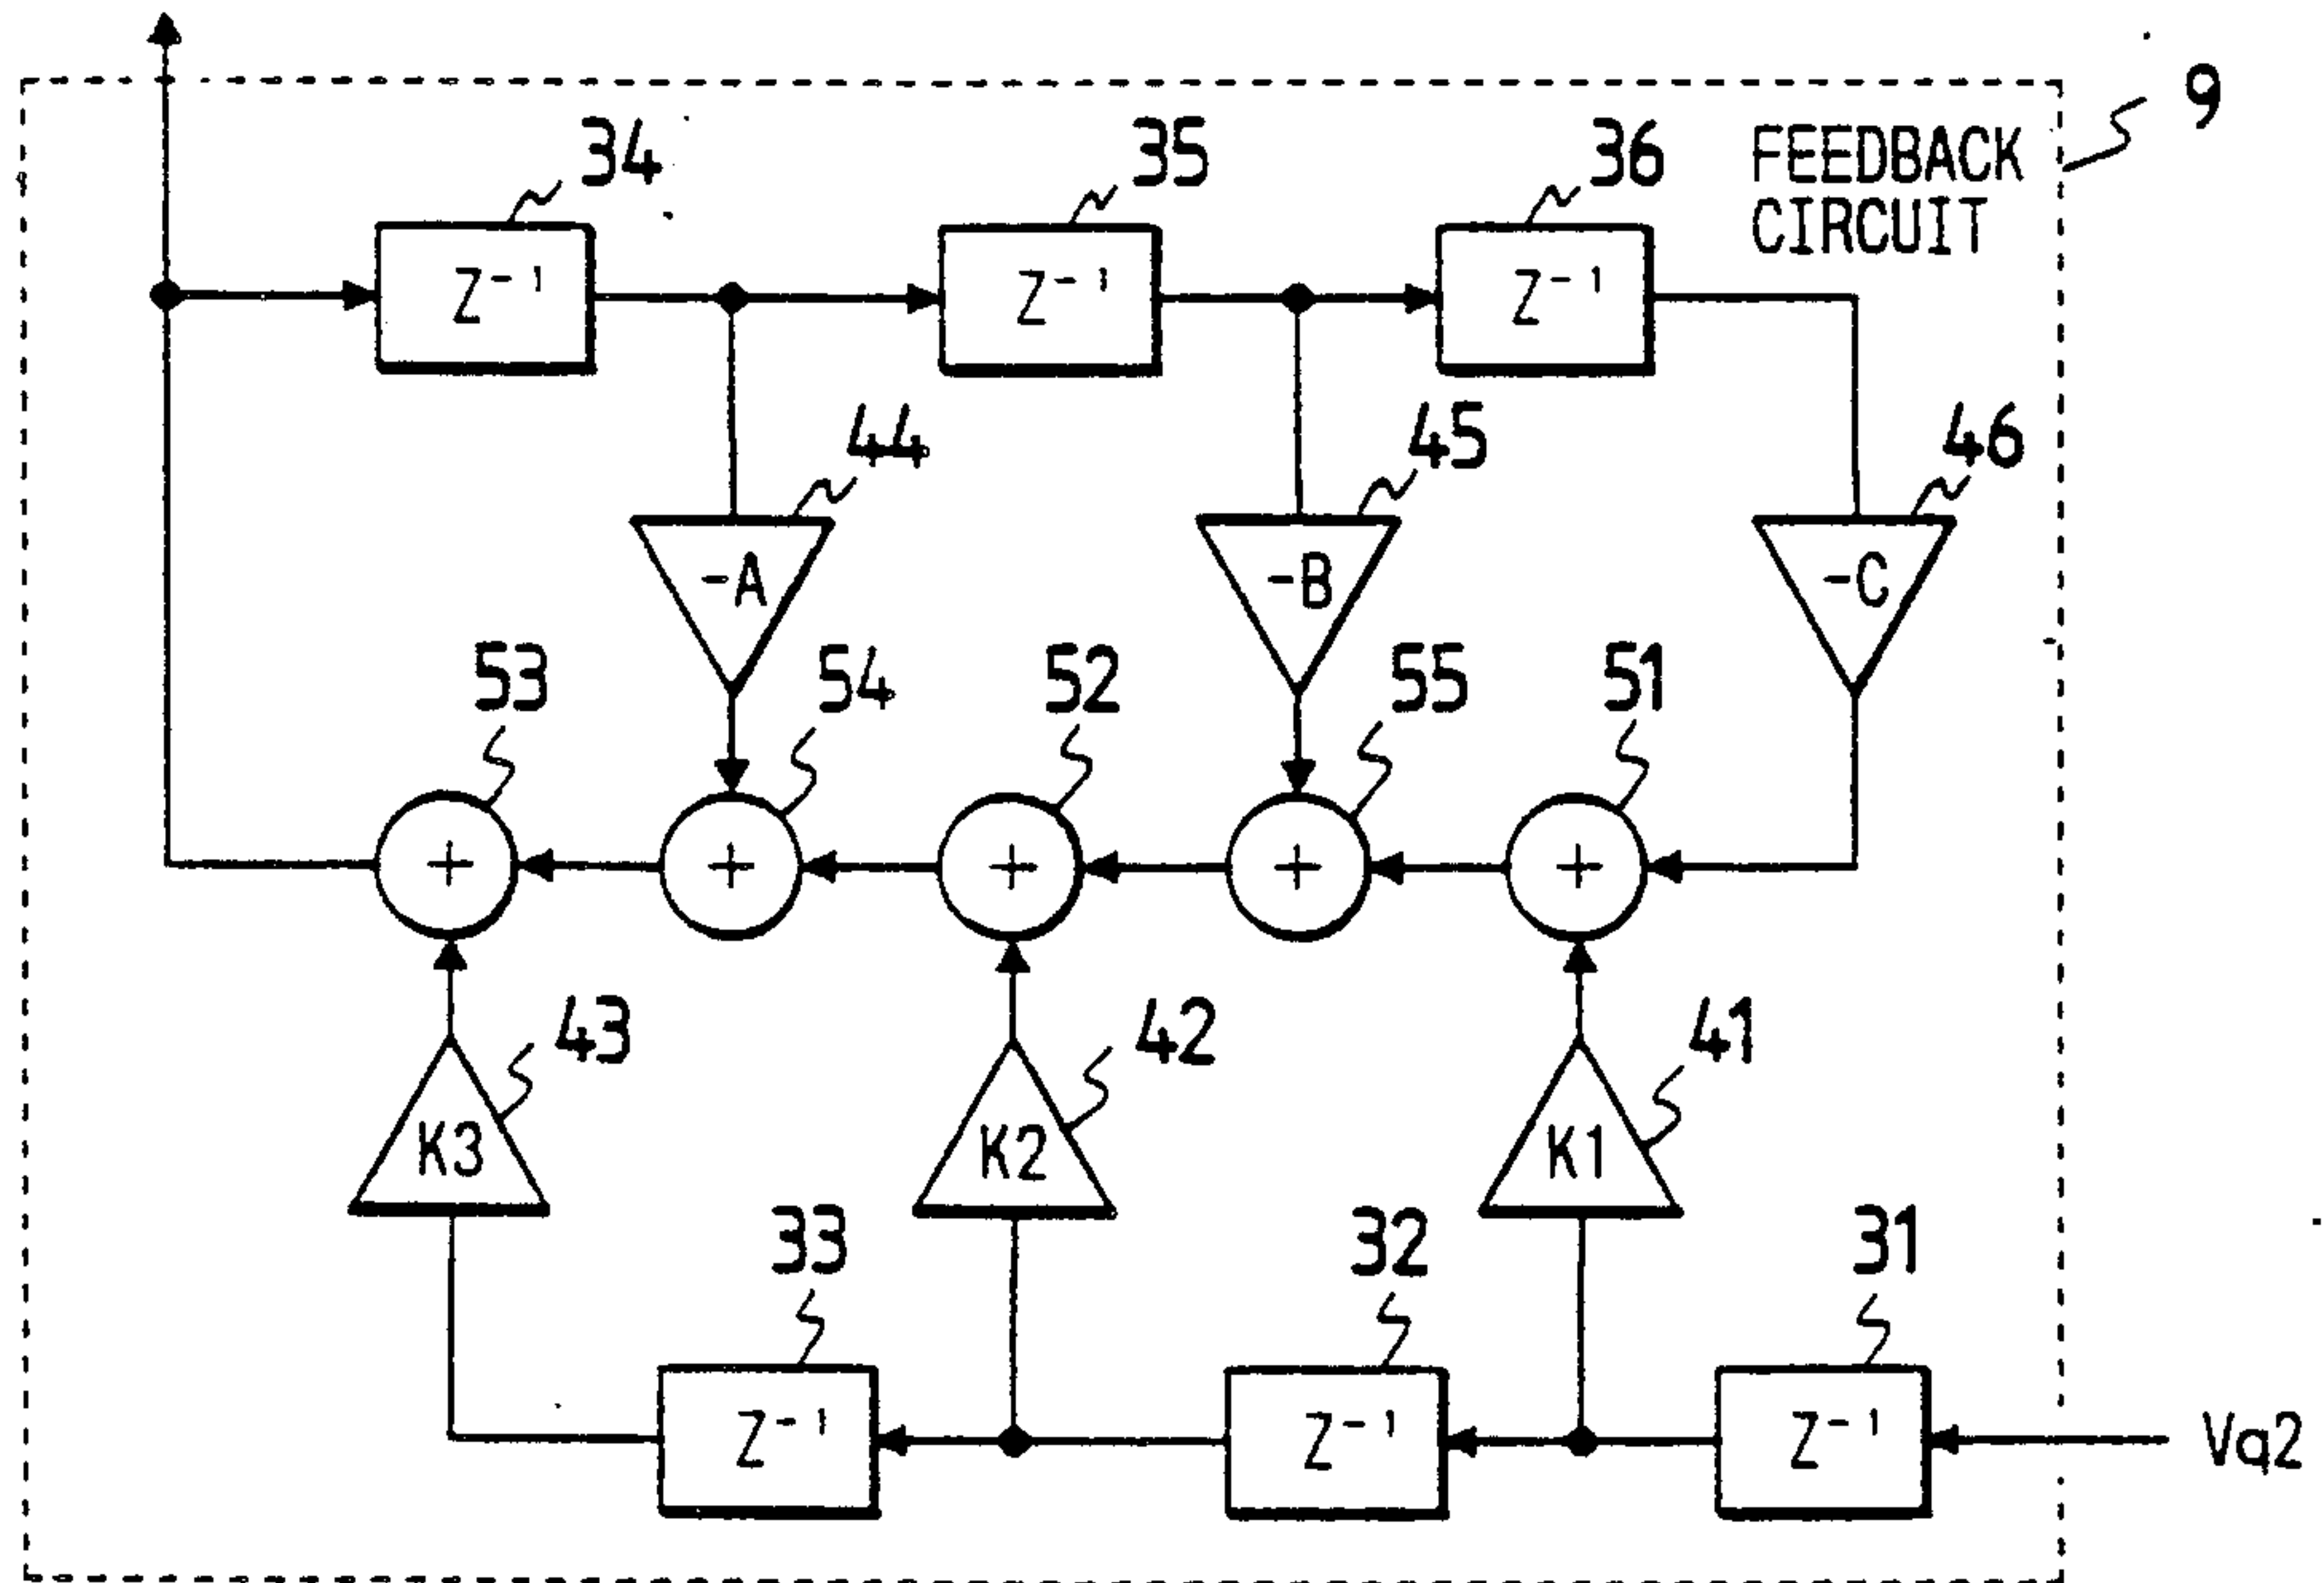 9
34
35
36
FEEDBACK
CIRCUIT
Z⁻¹
Z⁻¹
Z⁻¹
44
45
46
-A
-B
-C
53
54
52
55
51
+
+
+
+
+
43
42
41
K3
K2
K1
33
32
31
Z⁻¹
Z⁻¹
Z⁻¹
Vq2